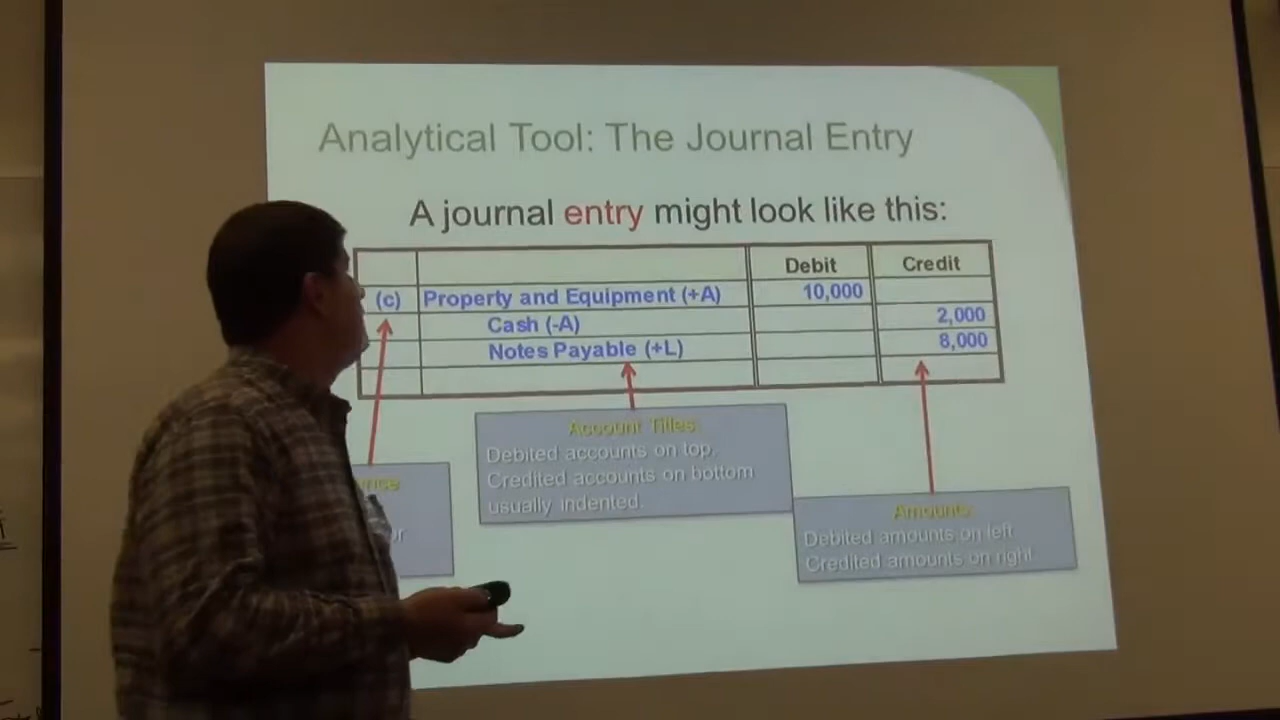 Analytical Tool: The Journal Entry
A journal entry might look like this:
Debit Credit
(c) Property and Equipment (+A) 10,000
Cash (-A) 2,000
Notes Payable (+L) 8,000
Account Titles
Debited accounts on top.
Credited accounts on bottom
usually indented.
Amounts
Debited amounts on left
Credited amounts on right